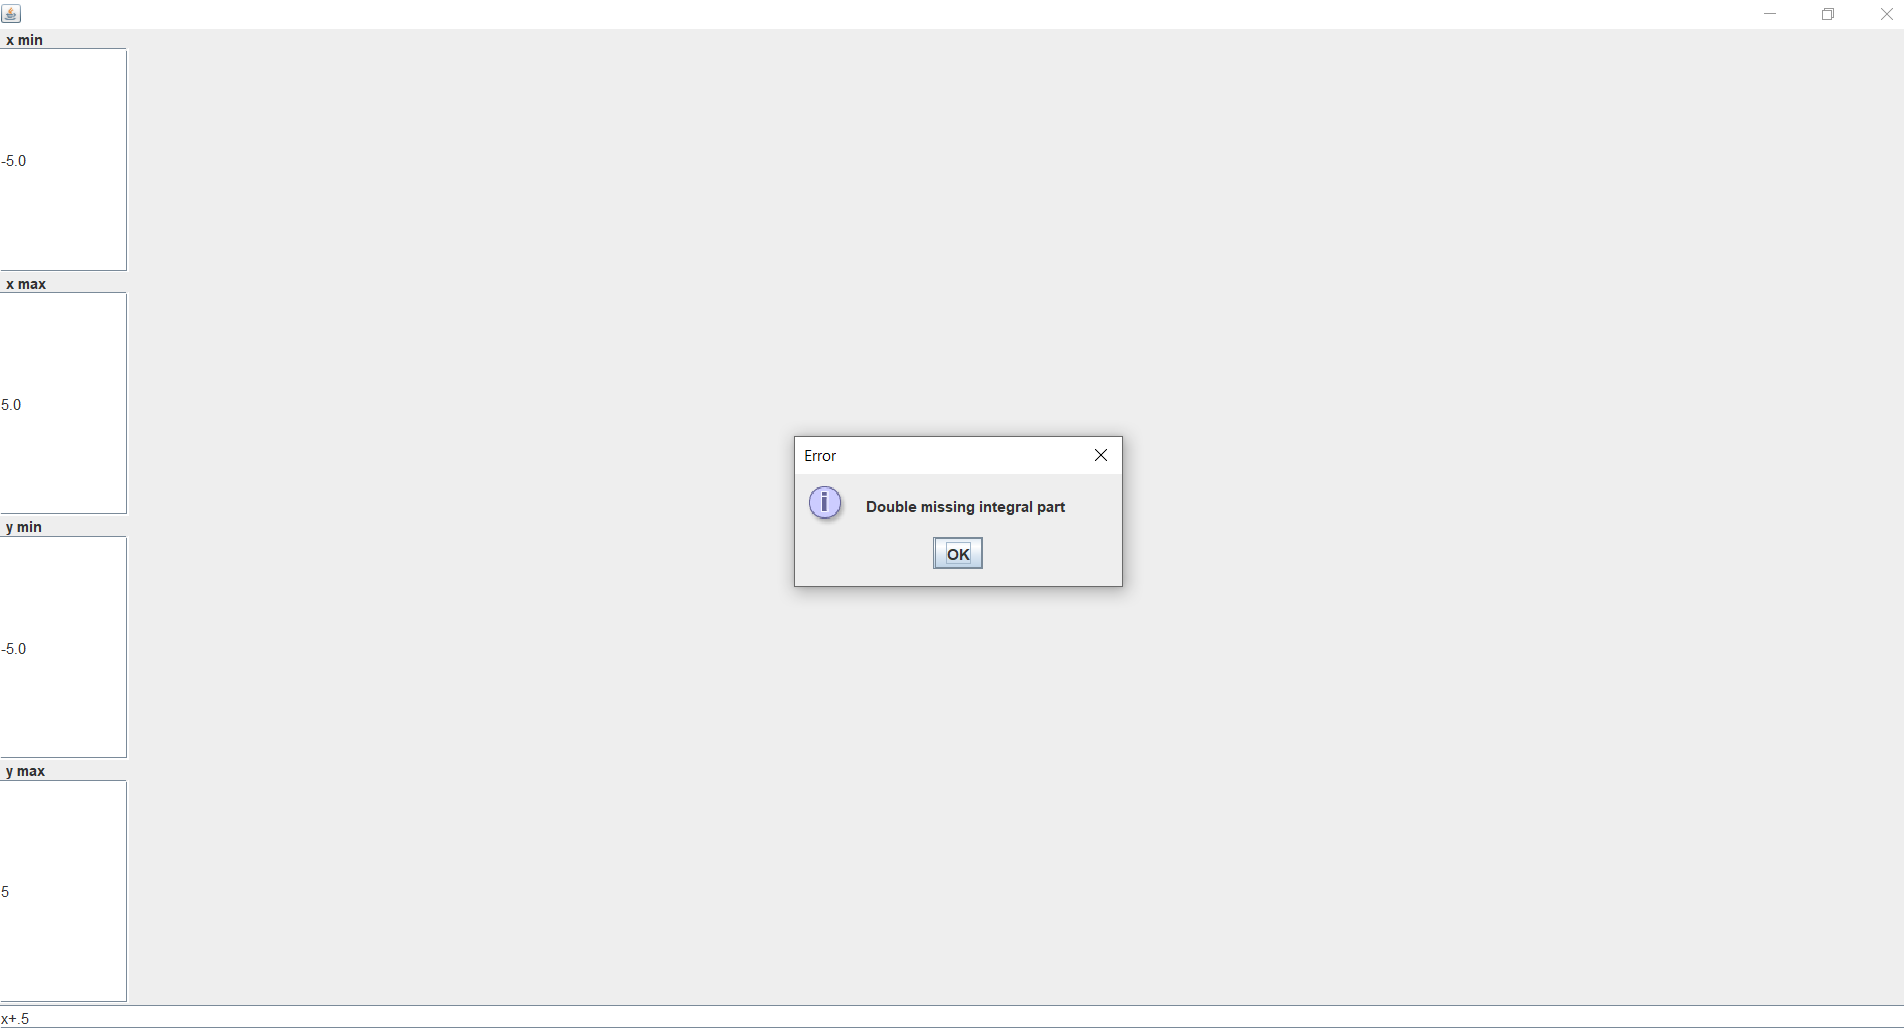 x min
-5.0
x max
5.0
y min
-5.0
y max
5
Error
Double missing integral part
OK
x+.5